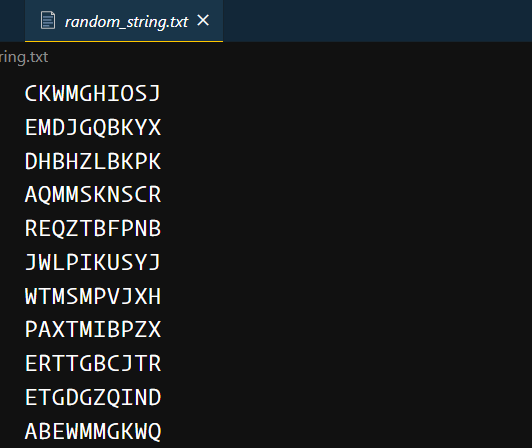 random_string.txt
ring.txt
CKWMGHIOSJ
EMDJGQBKYX
DHBHZLBKPK
AQMMSKNSCR
REQZTBFPNB
JWLPIKUSYJ
WTMSMPVJXH
PAXTMIBPZX
ERTTGBCJTR
ETGDGZQIND
ABEWMMGKWQ